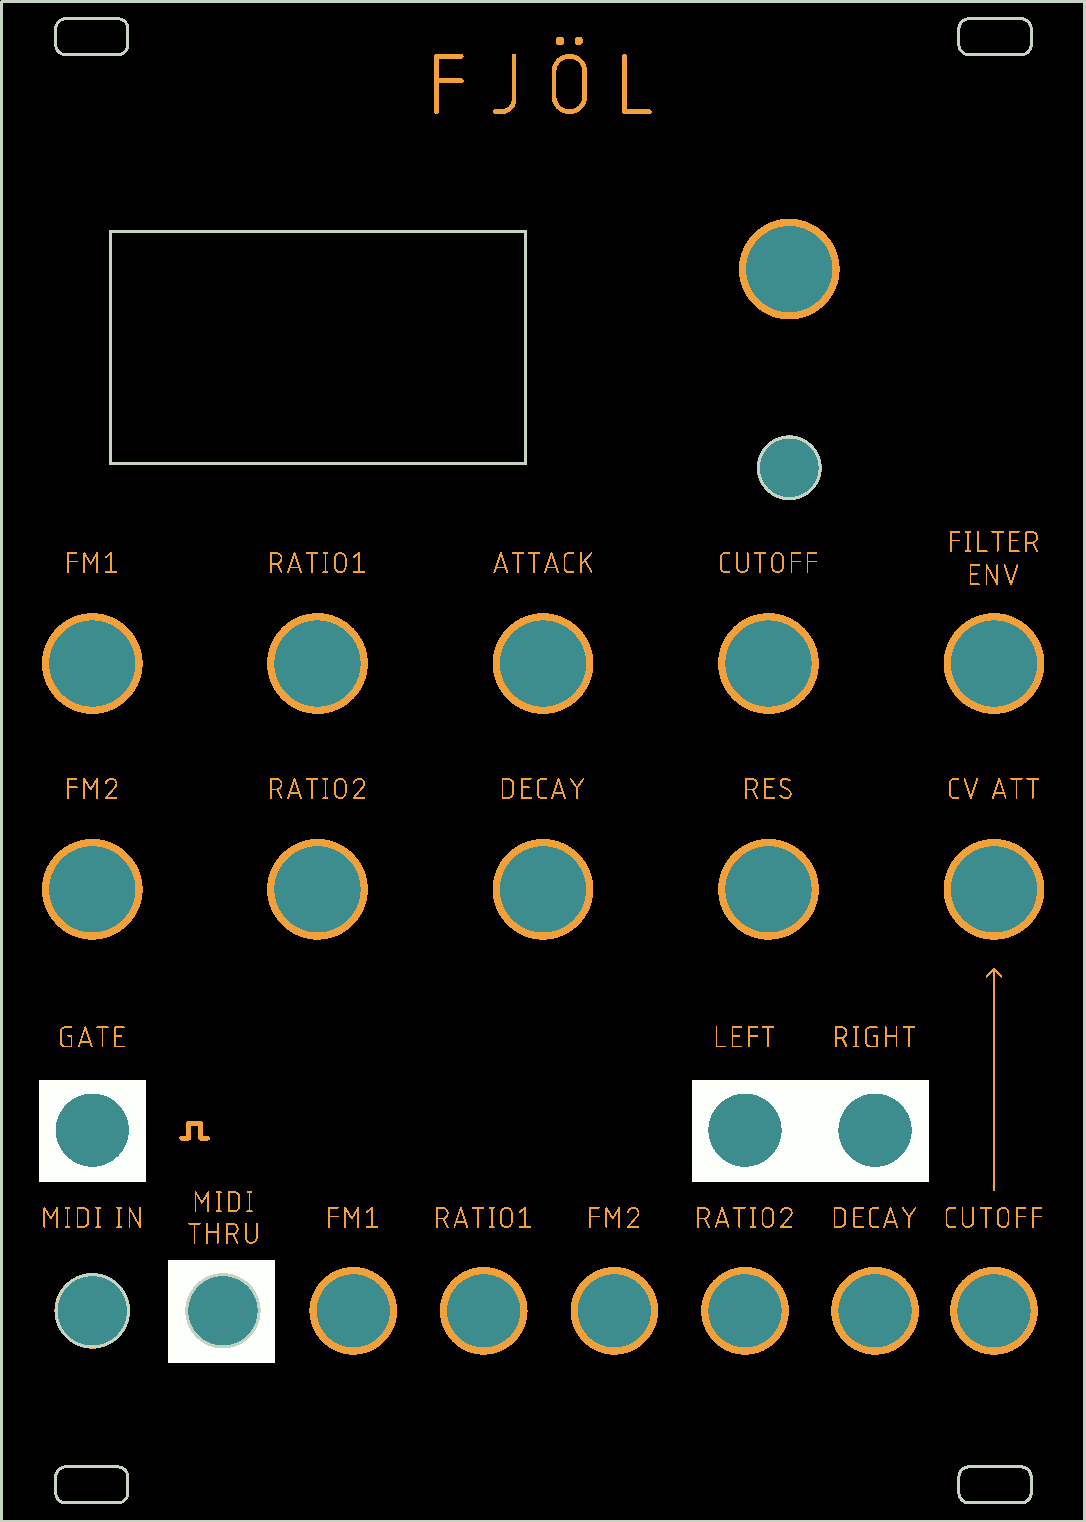 FJÖL
FM1
RATIO1
ATTACK
CUTOFF
FILTER
ENV
FM2
RATIO2
DECAY
RES
CV ATT
GATE
LEFT
RIGHT
MIDI IN
MIDI
THRU
FM1
RATIO1
FM2
RATIO2
DECAY
CUTOFF